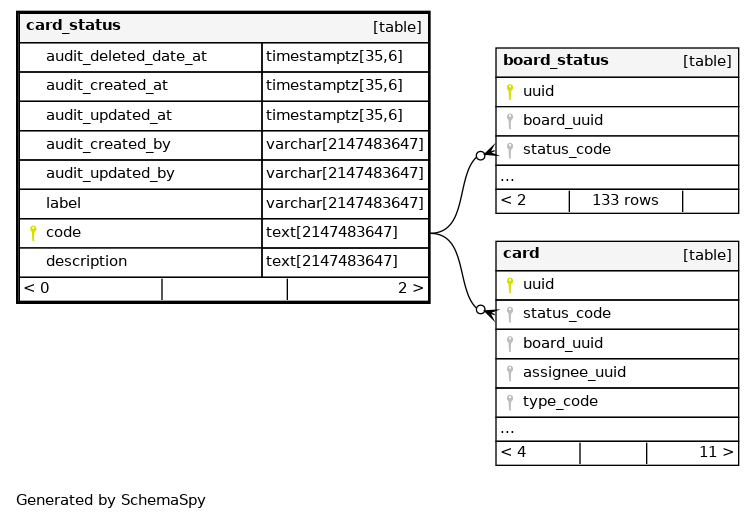 card_status [table]
audit_deleted_date_at timestamptz[35,6]
audit_created_at timestamptz[35,6]
audit_updated_at timestamptz[35,6]
audit_created_by varchar[2147483647]
audit_updated_by varchar[2147483647]
label varchar[2147483647]
code text[2147483647]
description text[2147483647]
< 0 2 >
board_status [table]
uuid
board_uuid
status_code
...
< 2 133 rows
card [table]
uuid
status_code
board_uuid
assignee_uuid
type_code
...
< 4 11 >
Generated by SchemaSpy